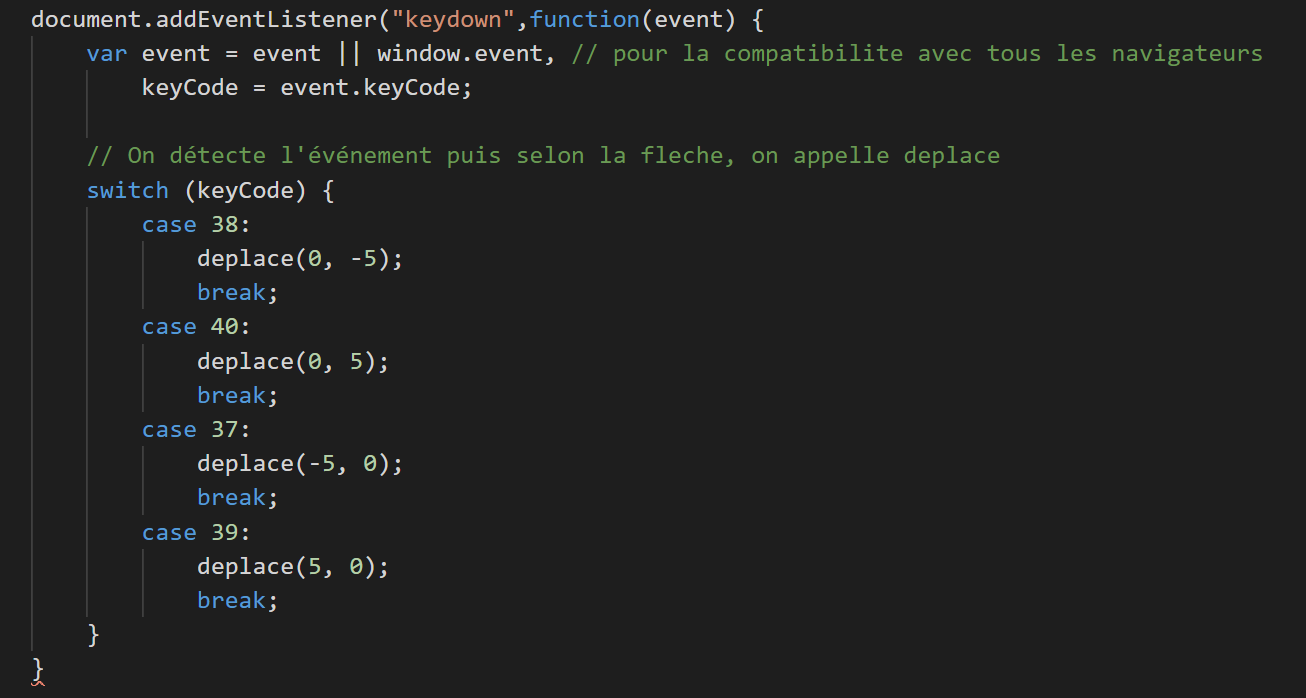 document.addEventListener("keydown",function(event) {
    var event = event || window.event, // pour la compatibilite avec tous les navigateurs
        keyCode = event.keyCode;

    // On détecte l'événement puis selon la fleche, on appelle deplace
    switch (keyCode) {
        case 38:
            deplace(0, -5);
            break;
        case 40:
            deplace(0, 5);
            break;
        case 37:
            deplace(-5, 0);
            break;
        case 39:
            deplace(5, 0);
            break;
    }
}